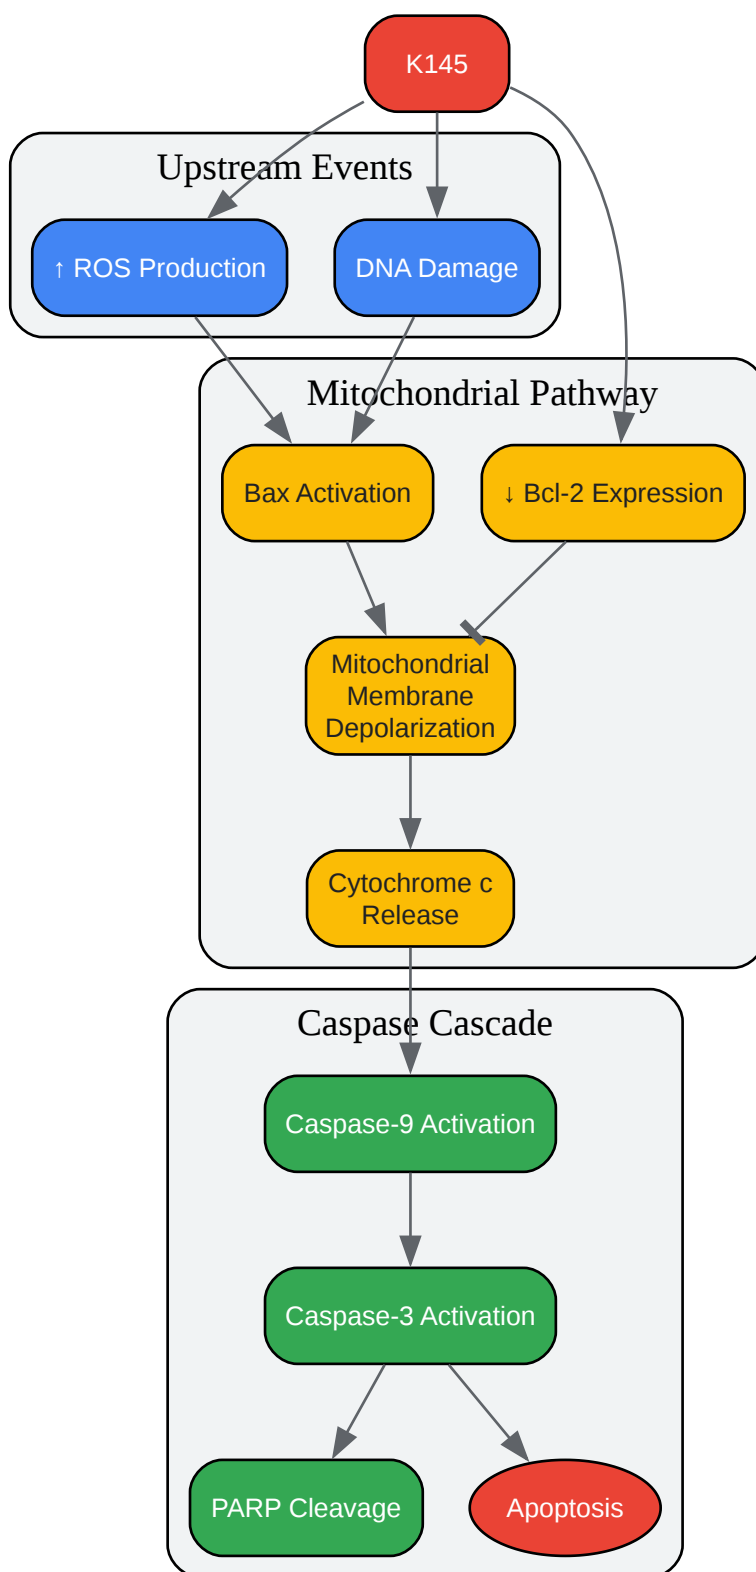 K145
Upstream Events
↑ ROS Production
DNA Damage
Mitochondrial Pathway
Bax Activation
↓ Bcl-2 Expression
Mitochondrial
Membrane
Depolarization
Cytochrome c
Release
Caspase Cascade
Caspase-9 Activation
Caspase-3 Activation
PARP Cleavage
Apoptosis